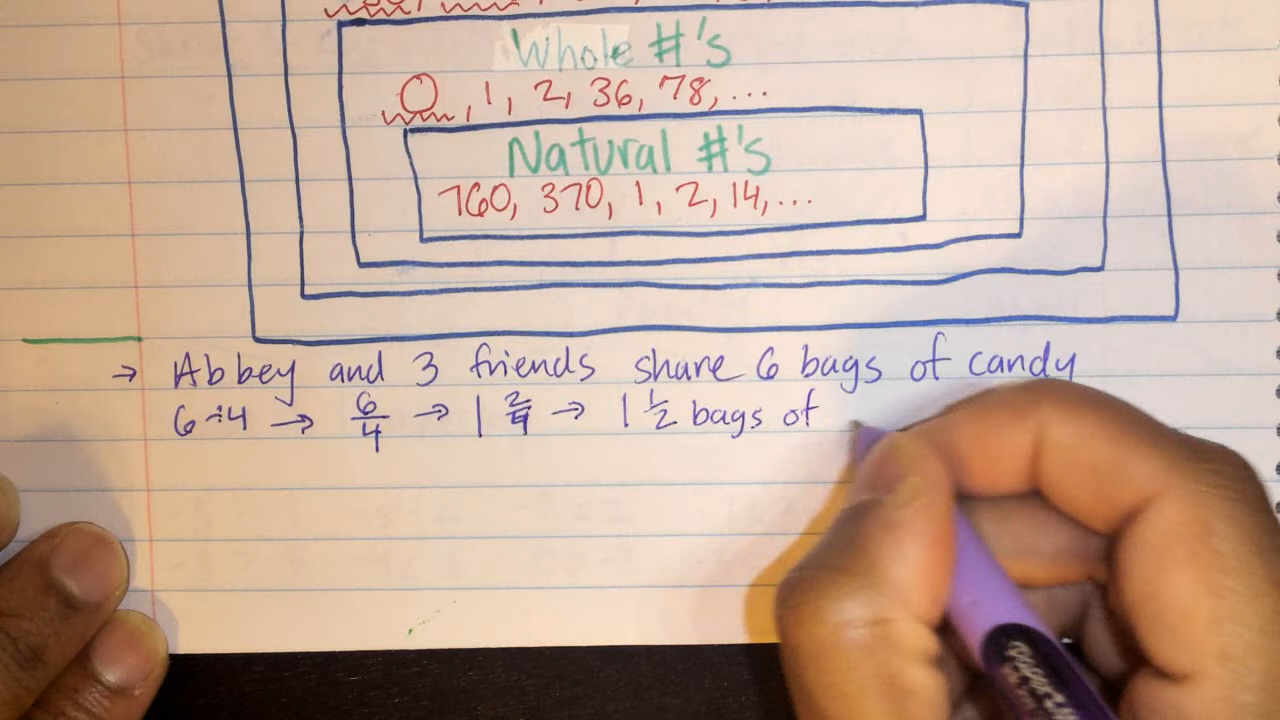 Whole #'s
0, 1, 2, 36, 78, ...
Natural #'s
760, 370, 1, 2, 14, ...
→ Abbey and 3 friends share 6 bags of candy
6÷4 → 6/4 → 1 2/4 → 1 1/2 bags of